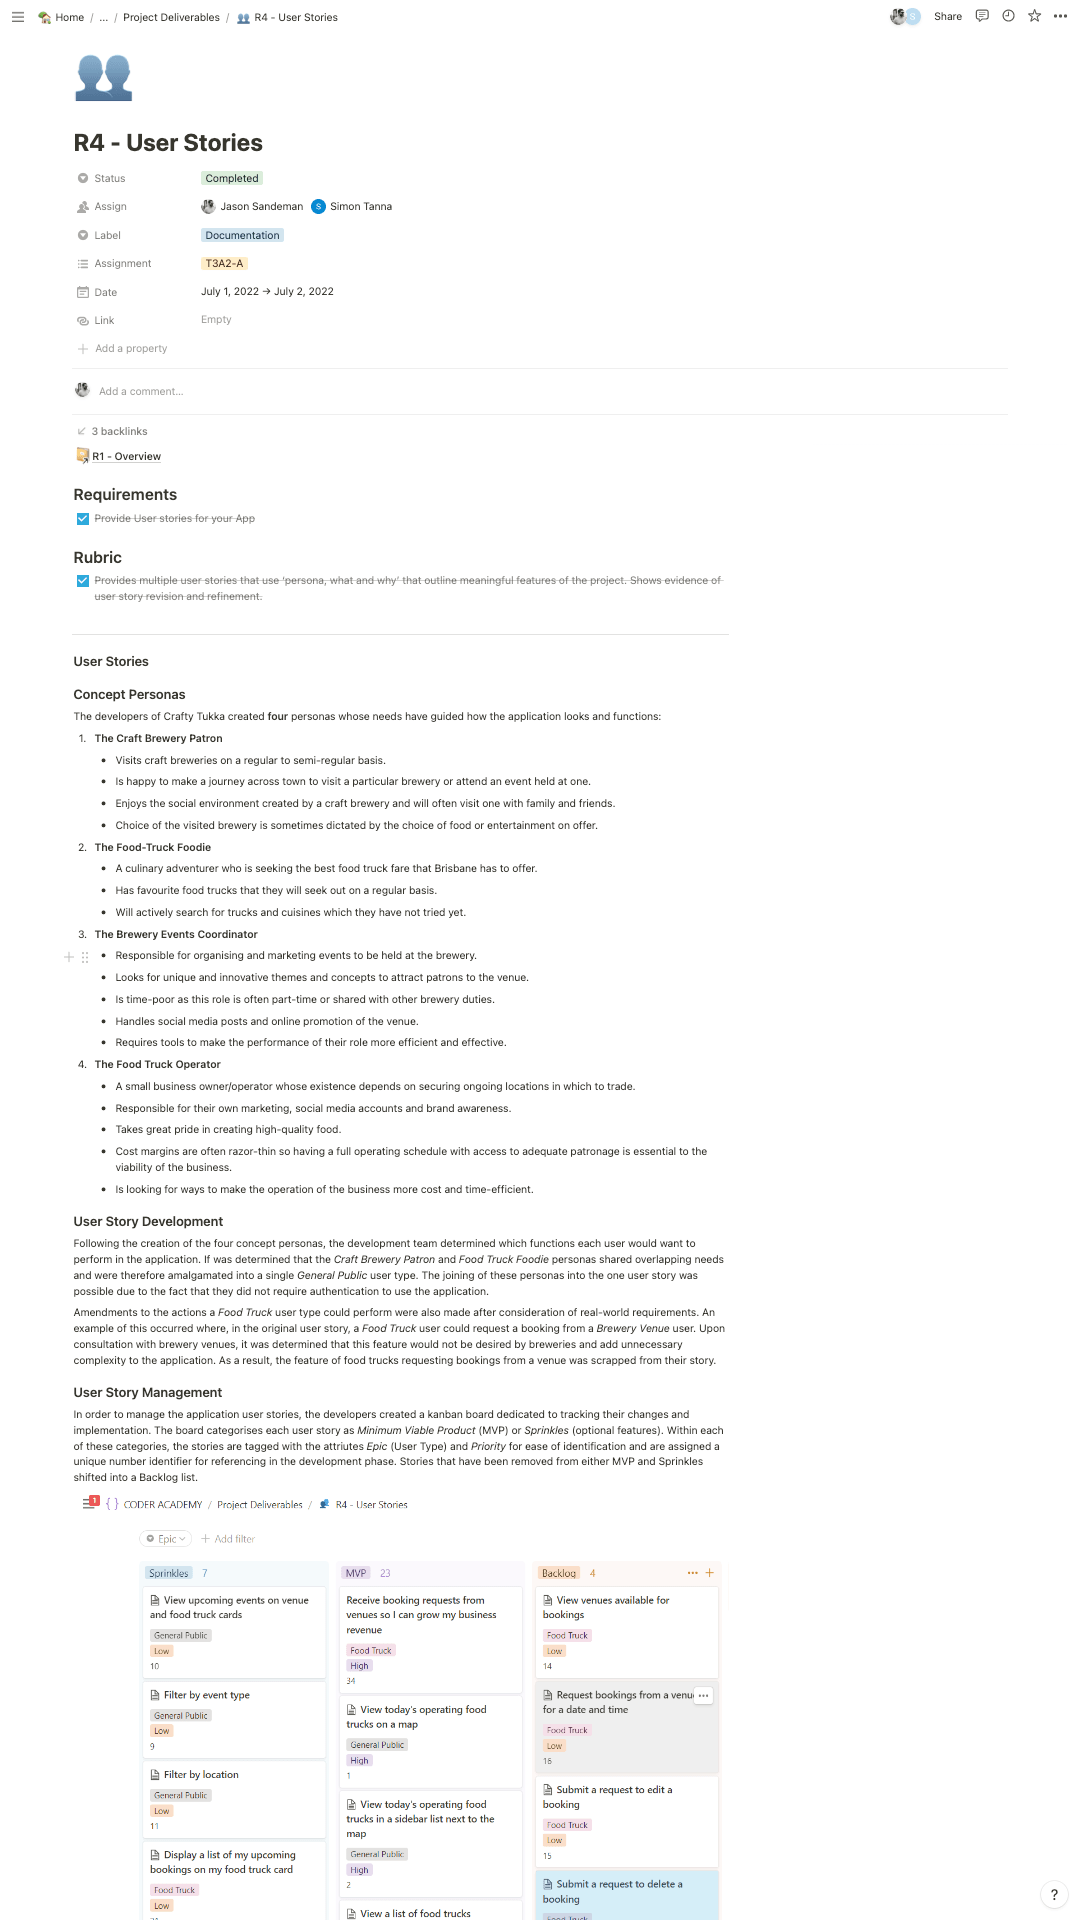 Home / ... / Project Deliverables / R4 - User Stories
S Share
R4 - User Stories
Status Completed
Assign Jason Sandeman S Simon Tanna
Label Documentation
Assignment T3A2-A
Date July 1, 2022 → July 2, 2022
Link Empty
Add a property
Add a comment...
3 backlinks
R1 - Overview
Requirements
Provide User stories for your App
Rubric
Provides multiple user stories that use 'persona, what and why' that outline meaningful features of the project. Shows evidence of
user story revision and refinement.
User Stories
Concept Personas
The developers of Crafty Tukka created four personas whose needs have guided how the application looks and functions:
1. The Craft Brewery Patron
• Visits craft breweries on a regular to semi-regular basis.
• Is happy to make a journey across town to visit a particular brewery or attend an event held at one.
• Enjoys the social environment created by a craft brewery and will often visit one with family and friends.
• Choice of the visited brewery is sometimes dictated by the choice of food or entertainment on offer.
2. The Food-Truck Foodie
• A culinary adventurer who is seeking the best food truck fare that Brisbane has to offer.
• Has favourite food trucks that they will seek out on a regular basis.
• Will actively search for trucks and cuisines which they have not tried yet.
3. The Brewery Events Coordinator
• Responsible for organising and marketing events to be held at the brewery.
• Looks for unique and innovative themes and concepts to attract patrons to the venue.
• Is time-poor as this role is often part-time or shared with other brewery duties.
• Handles social media posts and online promotion of the venue.
• Requires tools to make the performance of their role more efficient and effective.
4. The Food Truck Operator
• A small business owner/operator whose existence depends on securing ongoing locations in which to trade.
• Responsible for their own marketing, social media accounts and brand awareness.
• Takes great pride in creating high-quality food.
• Cost margins are often razor-thin so having a full operating schedule with access to adequate patronage is essential to the
viability of the business.
• Is looking for ways to make the operation of the business more cost and time-efficient.
User Story Development
Following the creation of the four concept personas, the development team determined which functions each user would want to
perform in the application. If was determined that the Craft Brewery Patron and Food Truck Foodie personas shared overlapping needs
and were therefore amalgamated into a single General Public user type. The joining of these personas into the one user story was
possible due to the fact that they did not require authentication to use the application.
Amendments to the actions a Food Truck user type could perform were also made after consideration of real-world requirements. An
example of this occurred where, in the original user story, a Food Truck user could request a booking from a Brewery Venue user. Upon
consultation with brewery venues, it was determined that this feature would not be desired by breweries and add unnecessary
complexity to the application. As a result, the feature of food trucks requesting bookings from a venue was scrapped from their story.
User Story Management
In order to manage the application user stories, the developers created a kanban board dedicated to tracking their changes and
implementation. The board categorises each user story as Minimum Viable Product (MVP) or Sprinkles (optional features). Within each
of these categories, the stories are tagged with the attriutes Epic (User Type) and Priority for ease of identification and are assigned a
unique number identifier for referencing in the development phase. Stories that have been removed from either MVP and Sprinkles
shifted into a Backlog list.
1 { } CODER ACADEMY / Project Deliverables / R4 - User Stories
Epic + Add filter
Sprinkles 7
View upcoming events on venue
and food truck cards
General Public
Low
10
Filter by event type
General Public
Low
9
Filter by location
General Public
Low
11
Display a list of my upcoming
bookings on my food truck card
Food Truck
Low
MVP 23
Receive booking requests from
venues so I can grow my business
revenue
Food Truck
High
34
View today's operating food
trucks on a map
General Public
High
1
View today's operating food
trucks in a sidebar list next to the
map
General Public
High
2
View a list of food trucks
Backlog 4 ... +
View venues available for
bookings
Food Truck
Low
14
Request bookings from a venue
for a date and time
Food Truck
Low
16
Submit a request to edit a
booking
Food Truck
Low
15
Submit a request to delete a
booking
Food Truck
?